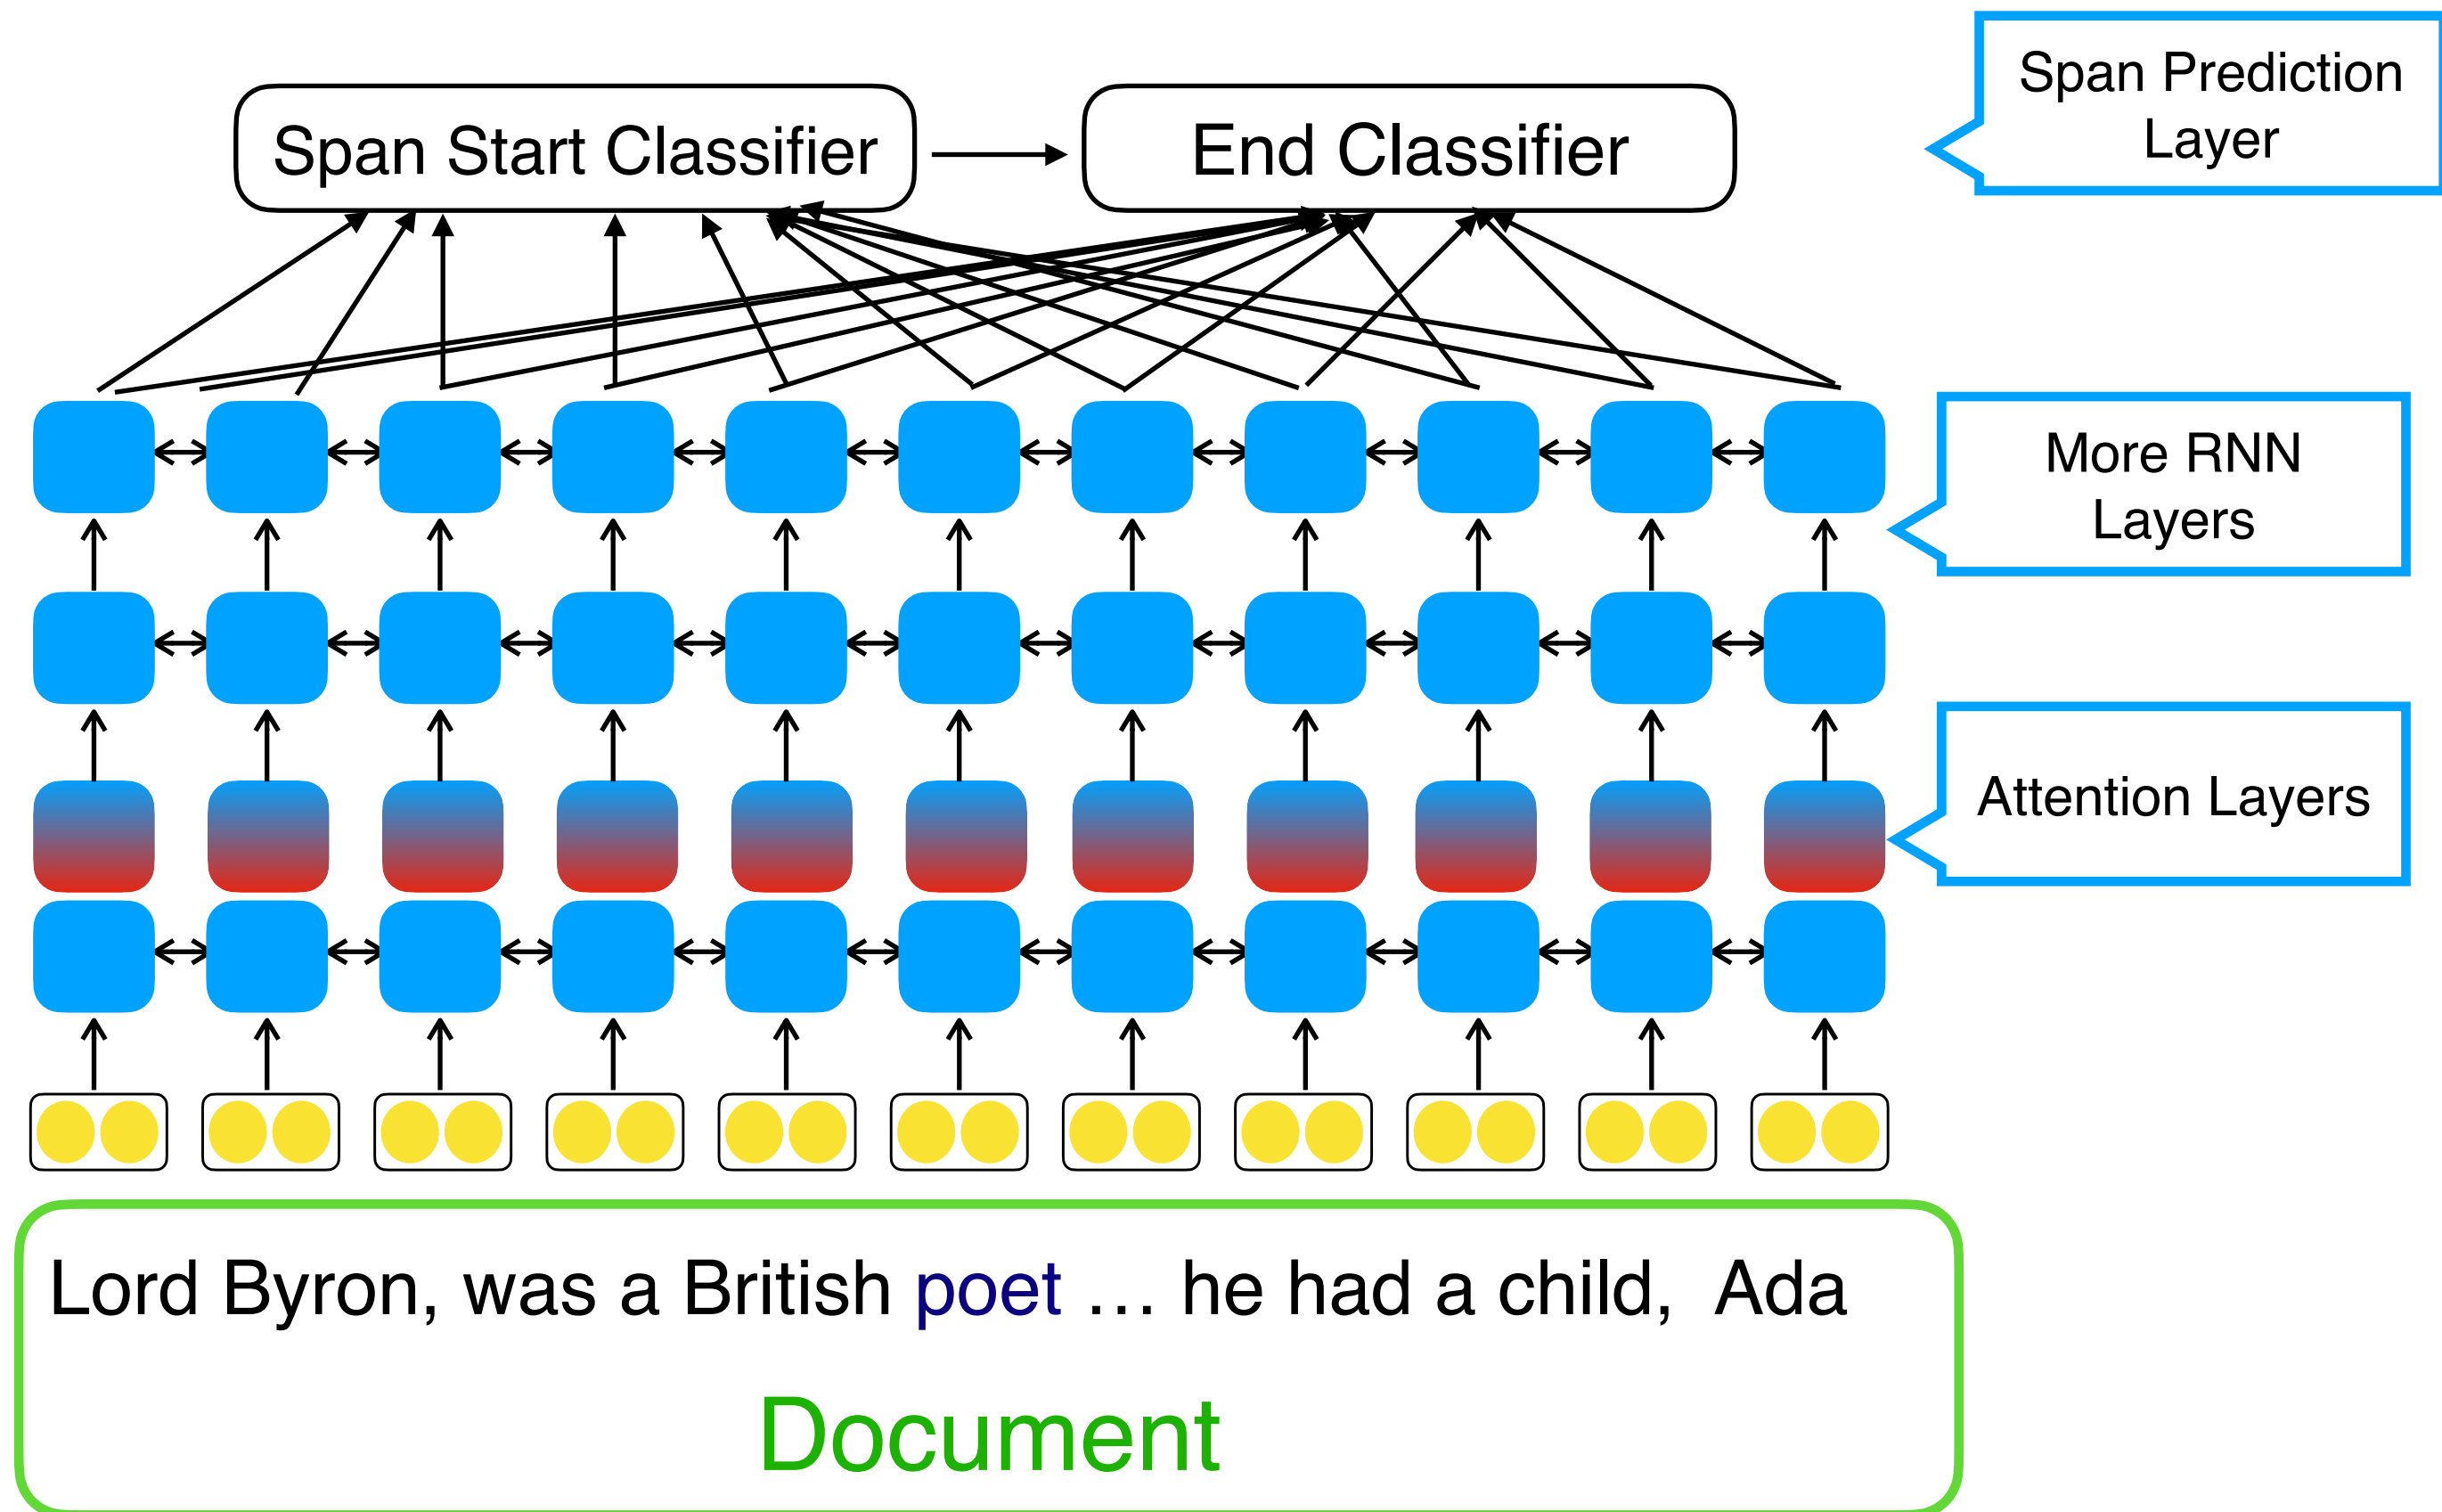 Span Prediction
Layer
Span Start Classifier
End Classifier
More RNN
Layers
Attention Layers
Lord Byron, was a British poet ... he had a child, Ada
Document